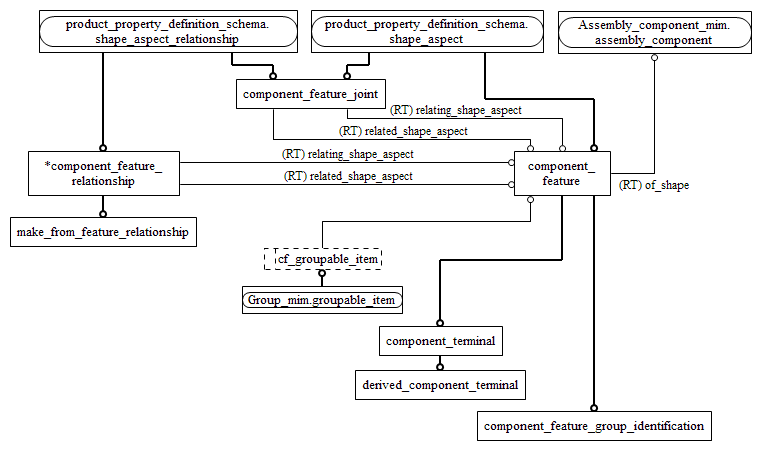 product_property_definition_schema.
shape_aspect_relationship
product_property_definition_schema.
shape_aspect
Assembly_component_mim.
assembly_component
component_feature_joint
(RT) relating_shape_aspect
(RT) related_shape_aspect
*component_feature_
relationship
(RT) relating_shape_aspect
(RT) related_shape_aspect
component_
feature
(RT) of_shape
make_from_feature_relationship
cf_groupable_item
Group_mim.groupable_item
component_terminal
derived_component_terminal
component_feature_group_identification